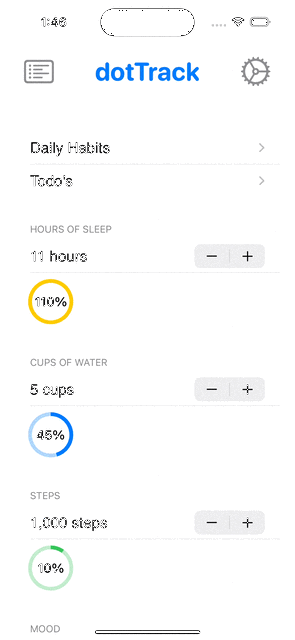 1:46
dotTrack
Daily Habits
Todo's
HOURS OF SLEEP
11 hours
110%
CUPS OF WATER
5 cups
45%
STEPS
1,000 steps
10%
MOOD